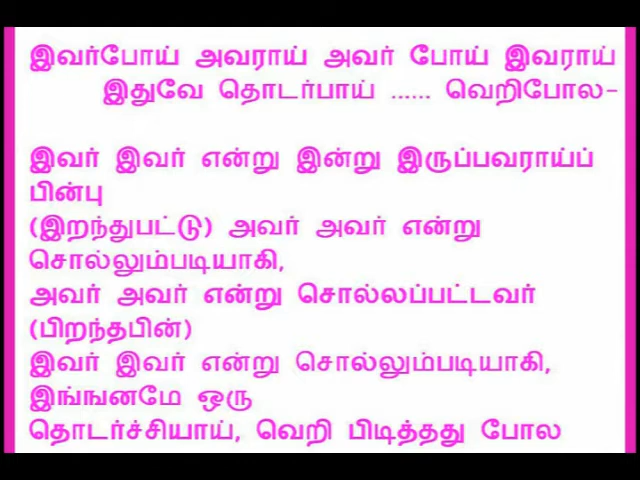 இவர்போய் அவராய் அவர் போய் இவராய்
இதுவே தொடர்பாய் ...... வெறிபோல-
இவர் இவர் என்று இன்று இருப்பவராய்ப்
பின்பு
(இறந்துபட்டு) அவர் அவர் என்று
சொல்லும்படியாகி,
அவர் அவர் என்று சொல்லப்பட்டவர்
(பிறந்தபின்)
இவர் இவர் என்று சொல்லும்படியாகி,
இங்ஙனமே ஒரு
தொடர்ச்சியாய், வெறி பிடித்தது போல